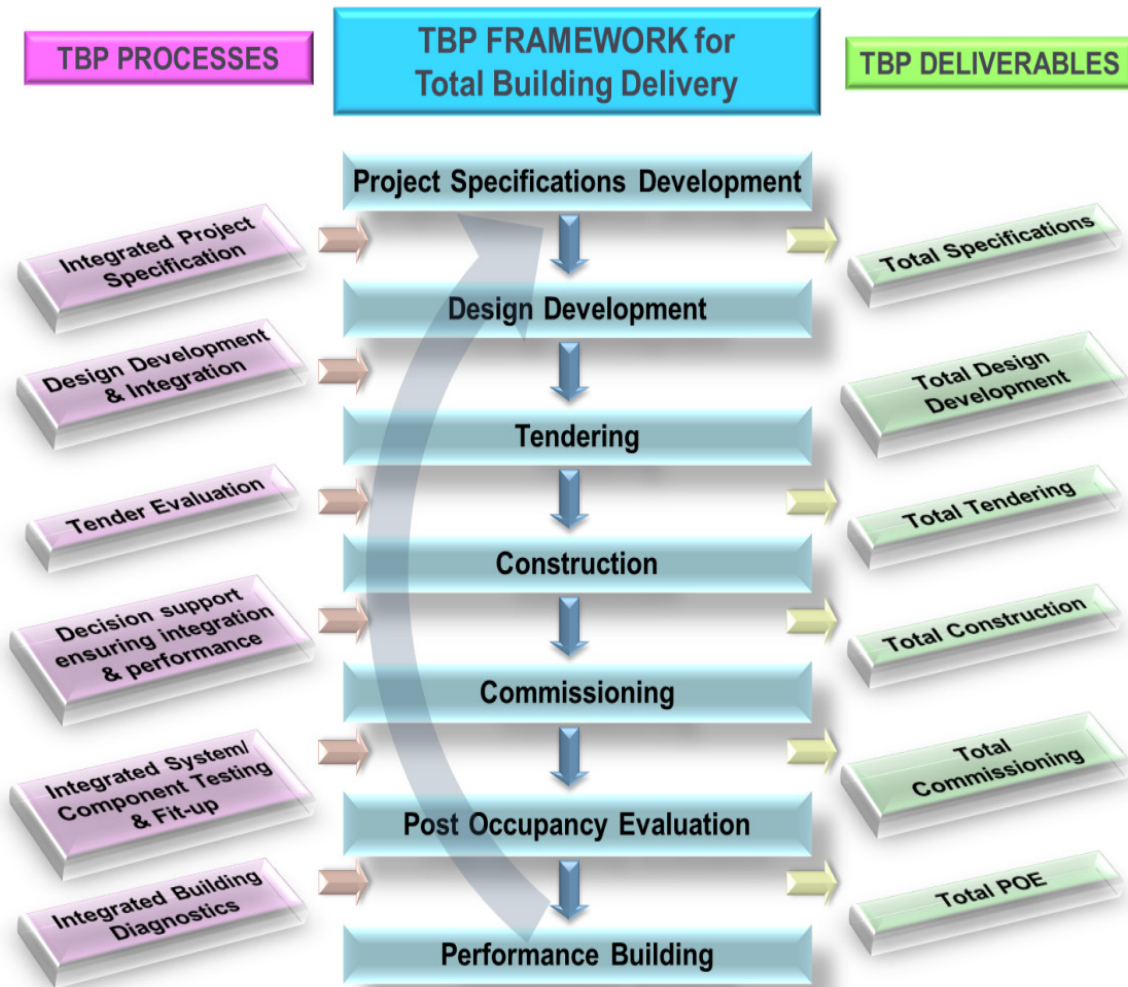 TBP PROCESSES
TBP FRAMEWORK for
Total Building Delivery
TBP DELIVERABLES
Project Specifications Development
Integrated Project
Specification
Total Specifications
Design Development
Design Development
& Integration
Total Design
Development
Tendering
Tender Evaluation
Total Tendering
Construction
Decision support
ensuring integration
& performance
Total Construction
Commissioning
Integrated System/
Component Testing
& Fit-up
Total
Commissioning
Post Occupancy Evaluation
Integrated Building
Diagnostics
Total POE
Performance Building